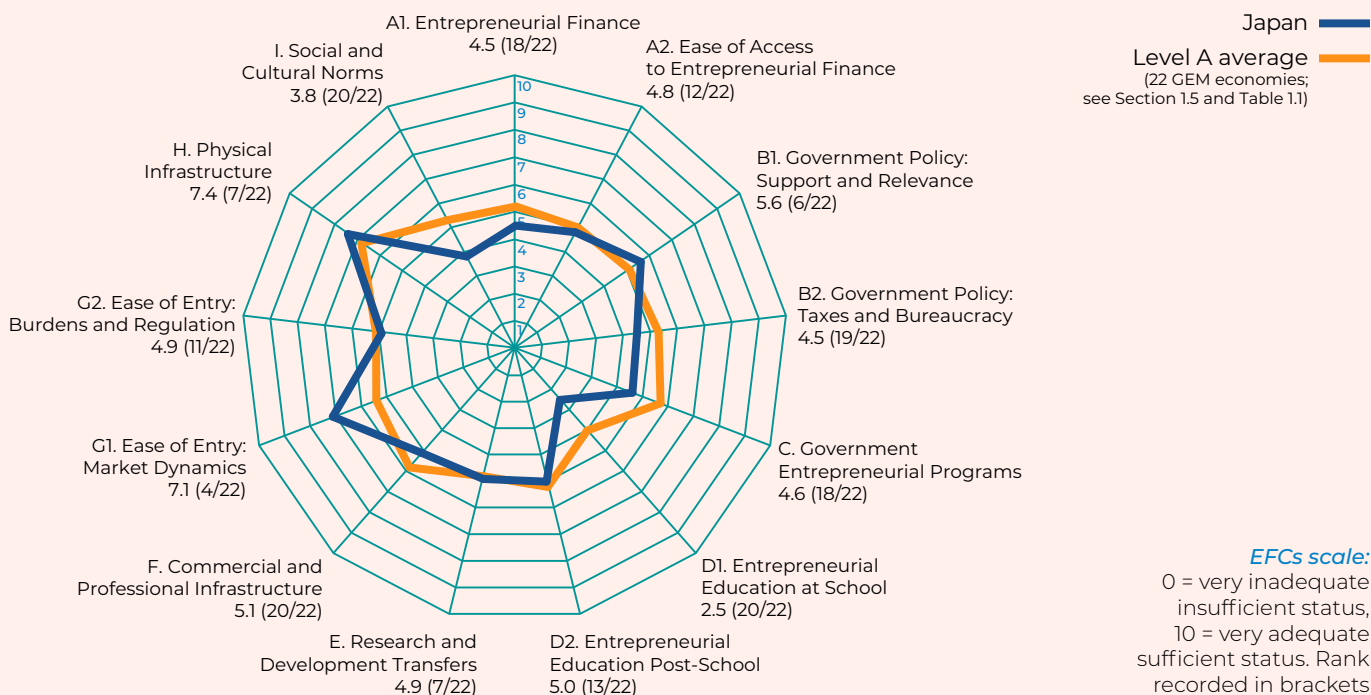 A1. Entrepreneurial Finance
4.5 (18/22)
A2. Ease of Access
to Entrepreneurial Finance
4.8 (12/22)
B1. Government Policy:
Support and Relevance
5.6 (6/22)
B2. Government Policy:
Taxes and Bureaucracy
4.5 (19/22)
C. Government
Entrepreneurial Programs
4.6 (18/22)
D1. Entrepreneurial
Education at School
2.5 (20/22)
D2. Entrepreneurial
Education Post-School
5.0 (13/22)
E. Research and
Development Transfers
4.9 (7/22)
F. Commercial and
Professional Infrastructure
5.1 (20/22)
G1. Ease of Entry:
Market Dynamics
7.1 (4/22)
G2. Ease of Entry:
Burdens and Regulation
4.9 (11/22)
H. Physical
Infrastructure
7.4 (7/22)
I. Social and
Cultural Norms
3.8 (20/22)
10
9
8
7
6
5
4
3
2
1
Japan
Level A average
(22 GEM economies;
see Section 1.5 and Table 1.1)
EFCs scale:
0 = very inadequate
insufficient status,
10 = very adequate
sufficient status. Rank
recorded in brackets